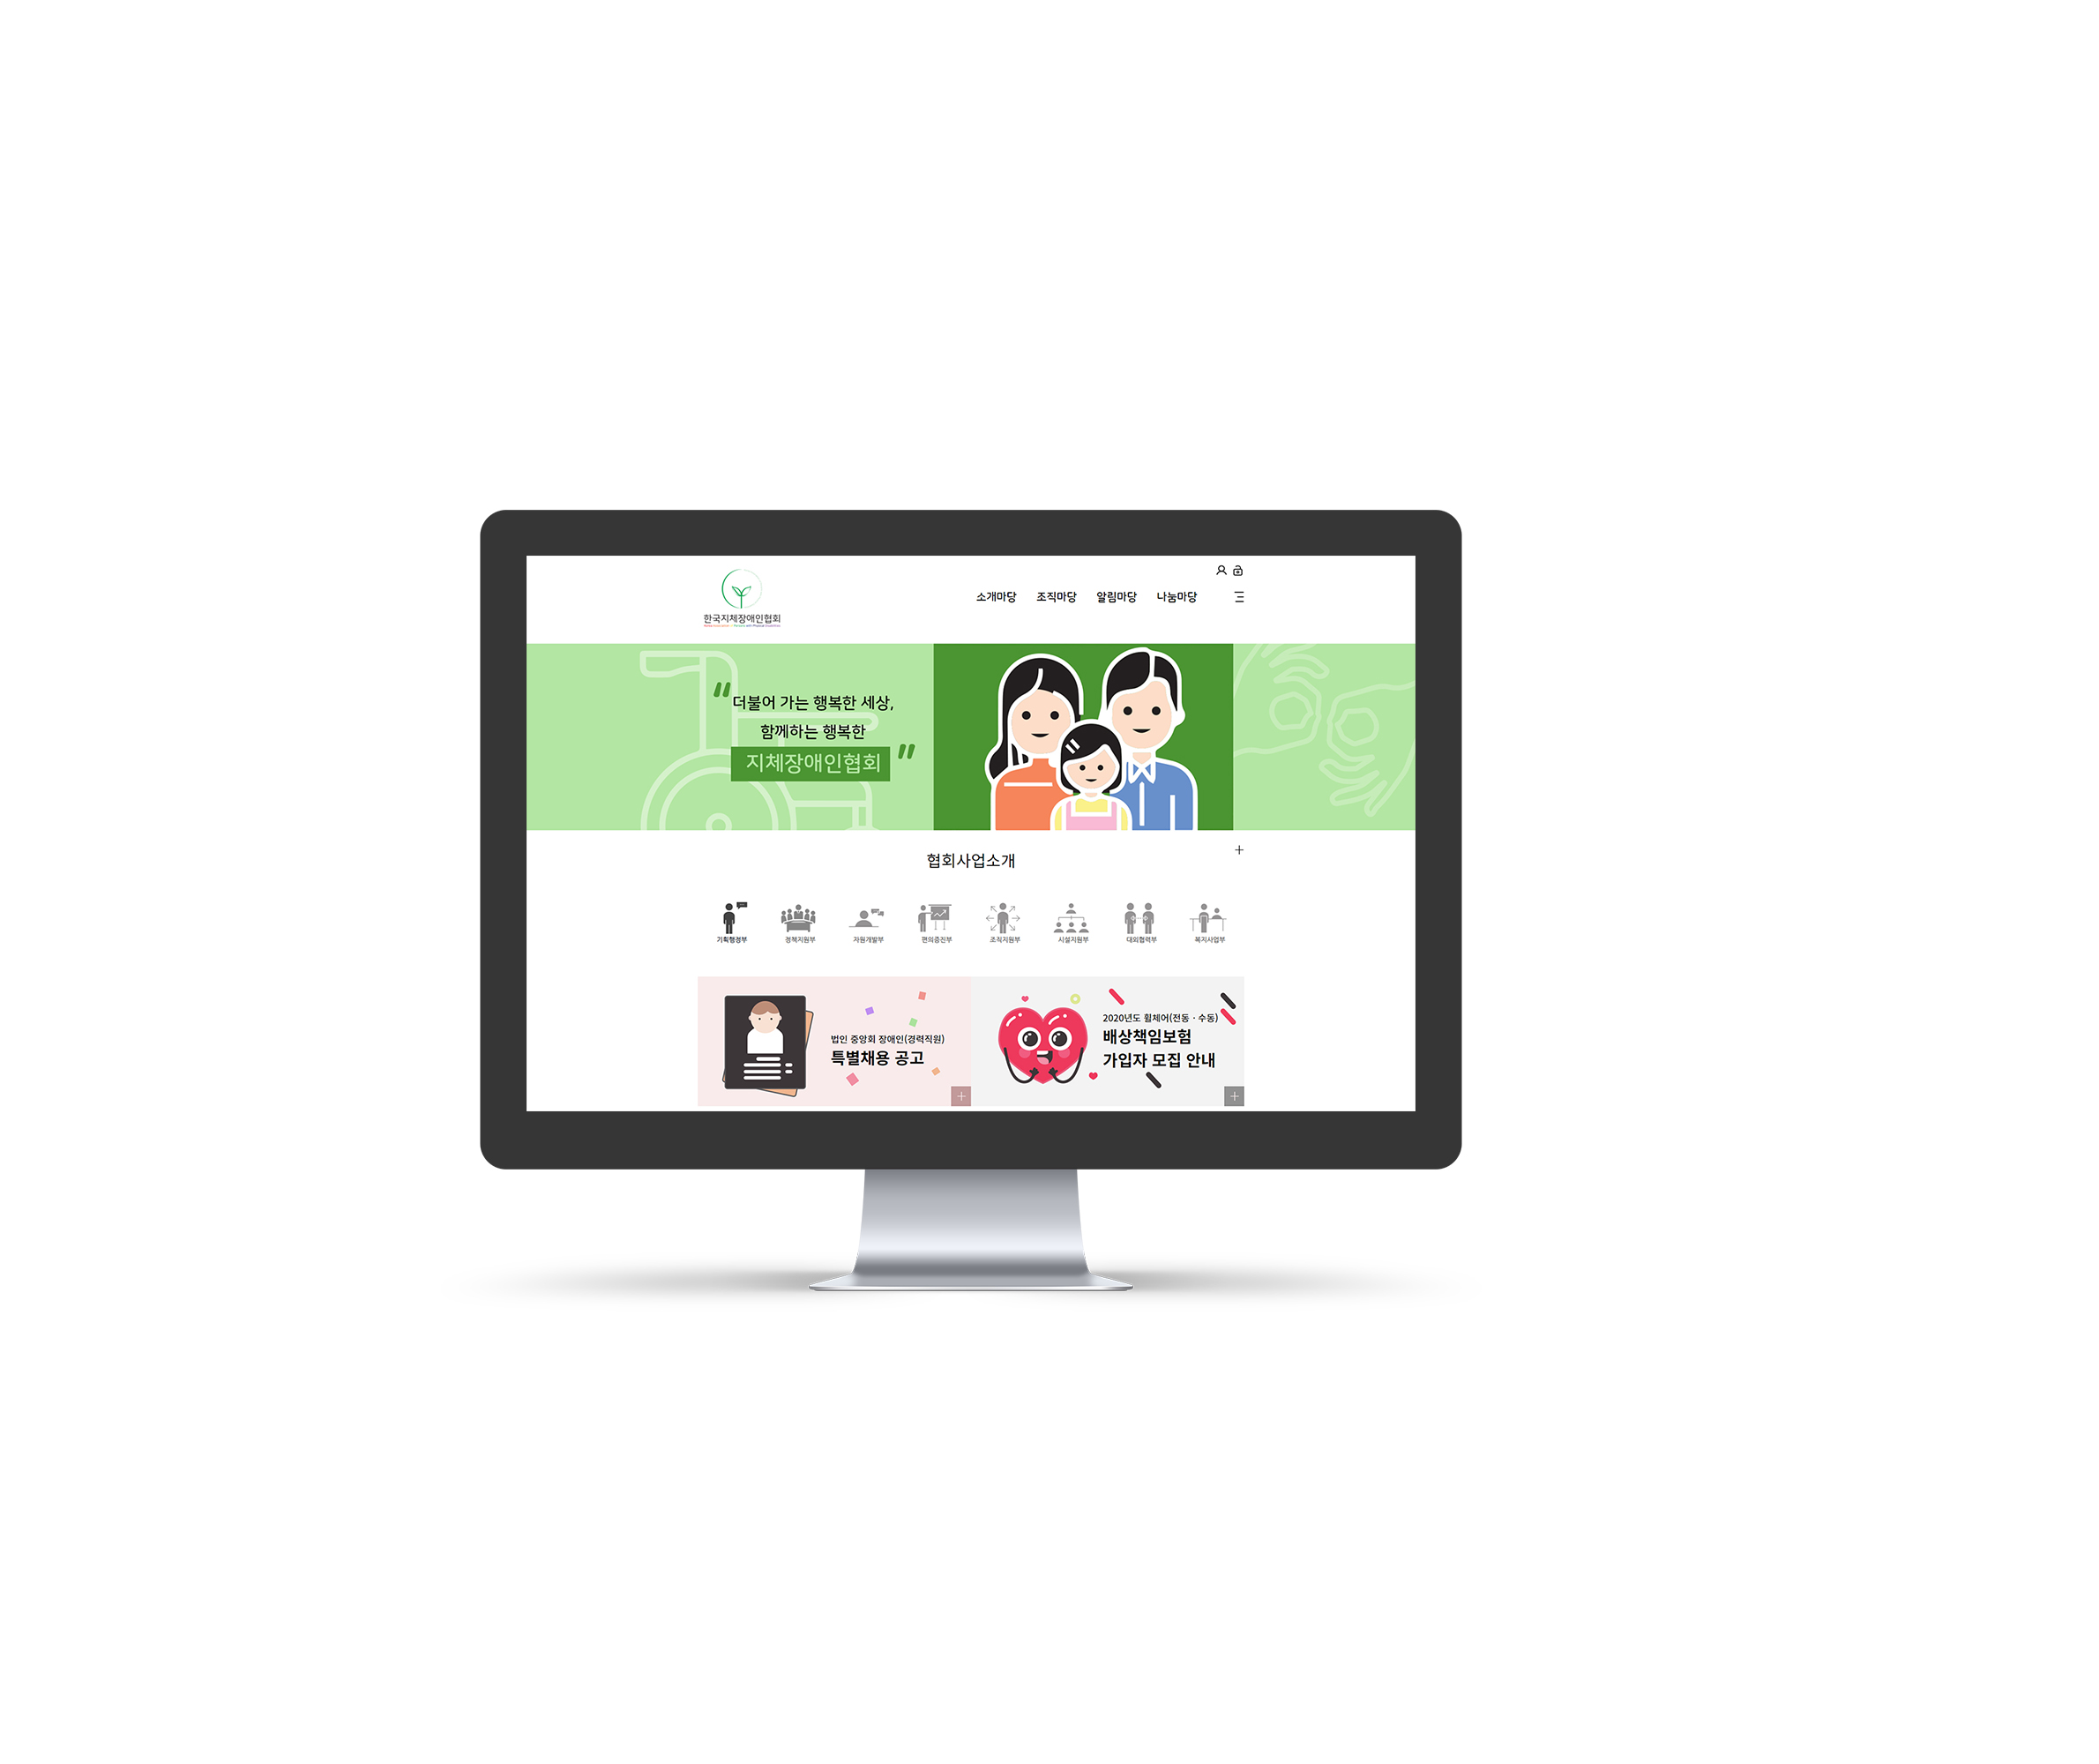 한국지체장애인협회
소개마당 조직마당 알림마당 나눔마당
" 더불어 가는 행복한 세상,
함께하는 행복한
지체장애인협회 "
협회사업소개
기획행정부 정책지원부 자원개발부 편의증진부 조직지원부 시설지원부 대외협력부 복지사업부
법인 중앙회 장애인(경력직원)
특별채용 공고
2020년도 휠체어(전동 · 수동)
배상책임보험
가입자 모집 안내